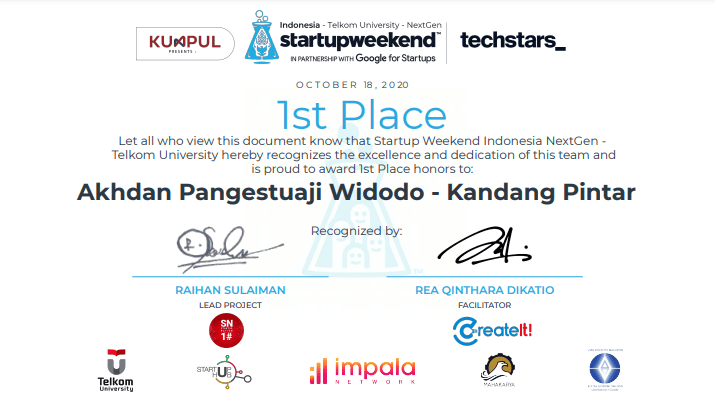 KUMPUL
PRESENTS :
Indonesia - Telkom University - NextGen
startupweekend™
IN PARTNERSHIP WITH Google for Startups
techstars_
OCTOBER 18, 2020
1st Place
Let all who view this document know that Startup Weekend Indonesia NextGen -
Telkom University hereby recognizes the excellence and dedication of this team and
is proud to award 1st Place honors to:
Akhdan Pangestuaji Widodo - Kandang Pintar
Recognized by:
TM
RAIHAN SULAIMAN
REA QINTHARA DIKATIO
LEAD PROJECT
FACILITATOR
SN
1#
CreateIt!
Telkom
University
START UP
HUB
impala
NETWORK
MAHAKARYA